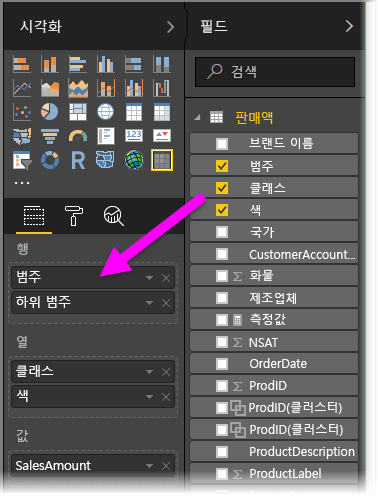 시각화
필드
검색
R
123
...
행
범주
하위 범주
열
클래스
색
값
SalesAmount
판매액
브랜드 이름
범주
클래스
색
국가
CustomerAccount...
Σ 화물
제조업체
측정값
Σ NSAT
OrderDate
Σ ProdID
ProdID(클러스터)
ProdID(클러스터)
ProductDescription
Σ ProductLabel